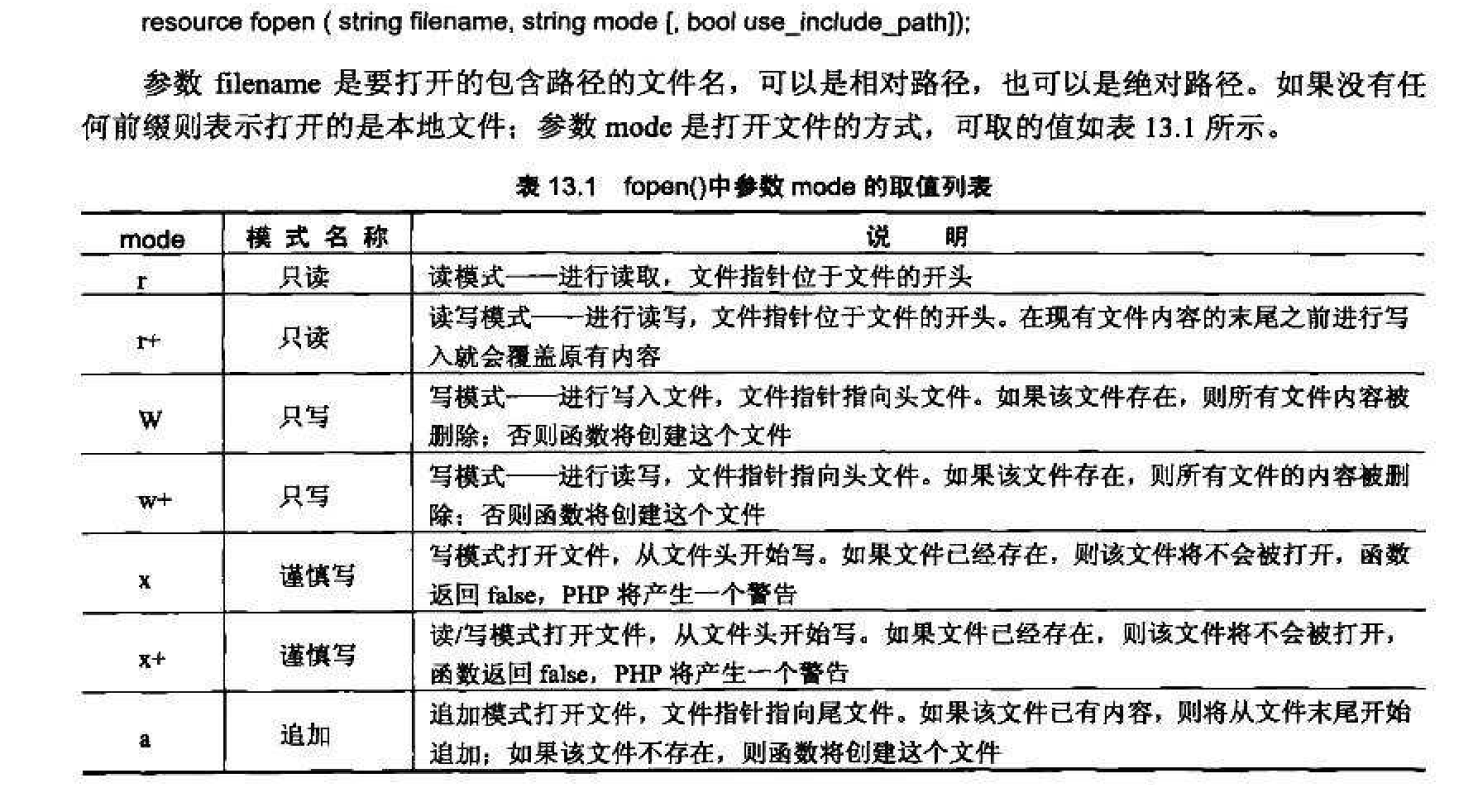 resource fopen ( string filename, string mode [, bool use_include_path]);
参数 filename 是要打开的包含路径的文件名，可以是相对路径，也可以是绝对路径。如果没有任
何前缀则表示打开的是本地文件；参数 mode 是打开文件的方式，可取的值如表 13.1 所示。
表 13.1 fopen()中参数 mode 的取值列表
mode 模 式 名 称 说 明
r 只读 读模式——进行读取，文件指针位于文件的开头
r+ 只读 读写模式——进行读写，文件指针位于文件的开头。在现有文件内容的末尾之前进行写
入就会覆盖原有内容
W 只写 写模式——进行写入文件，文件指针指向头文件。如果该文件存在，则所有文件内容被
删除；否则函数将创建这个文件
w+ 只写 写模式——进行读写，文件指针指向头文件。如果该文件存在，则所有文件的内容被删
除；否则函数将创建这个文件
x 谨慎写 写模式打开文件，从文件头开始写。如果文件已经存在，则该文件将不会被打开，函数
返回 false，PHP 将产生一个警告
x+ 谨慎写 读/写模式打开文件，从文件头开始写。如果文件已经存在，则该文件将不会被打开，
函数返回 false，PHP 将产生一个警告
a 追加 追加模式打开文件，文件指针指向尾文件。如果该文件已有内容，则将从文件末尾开始
追加；如果该文件不存在，则函数将创建这个文件